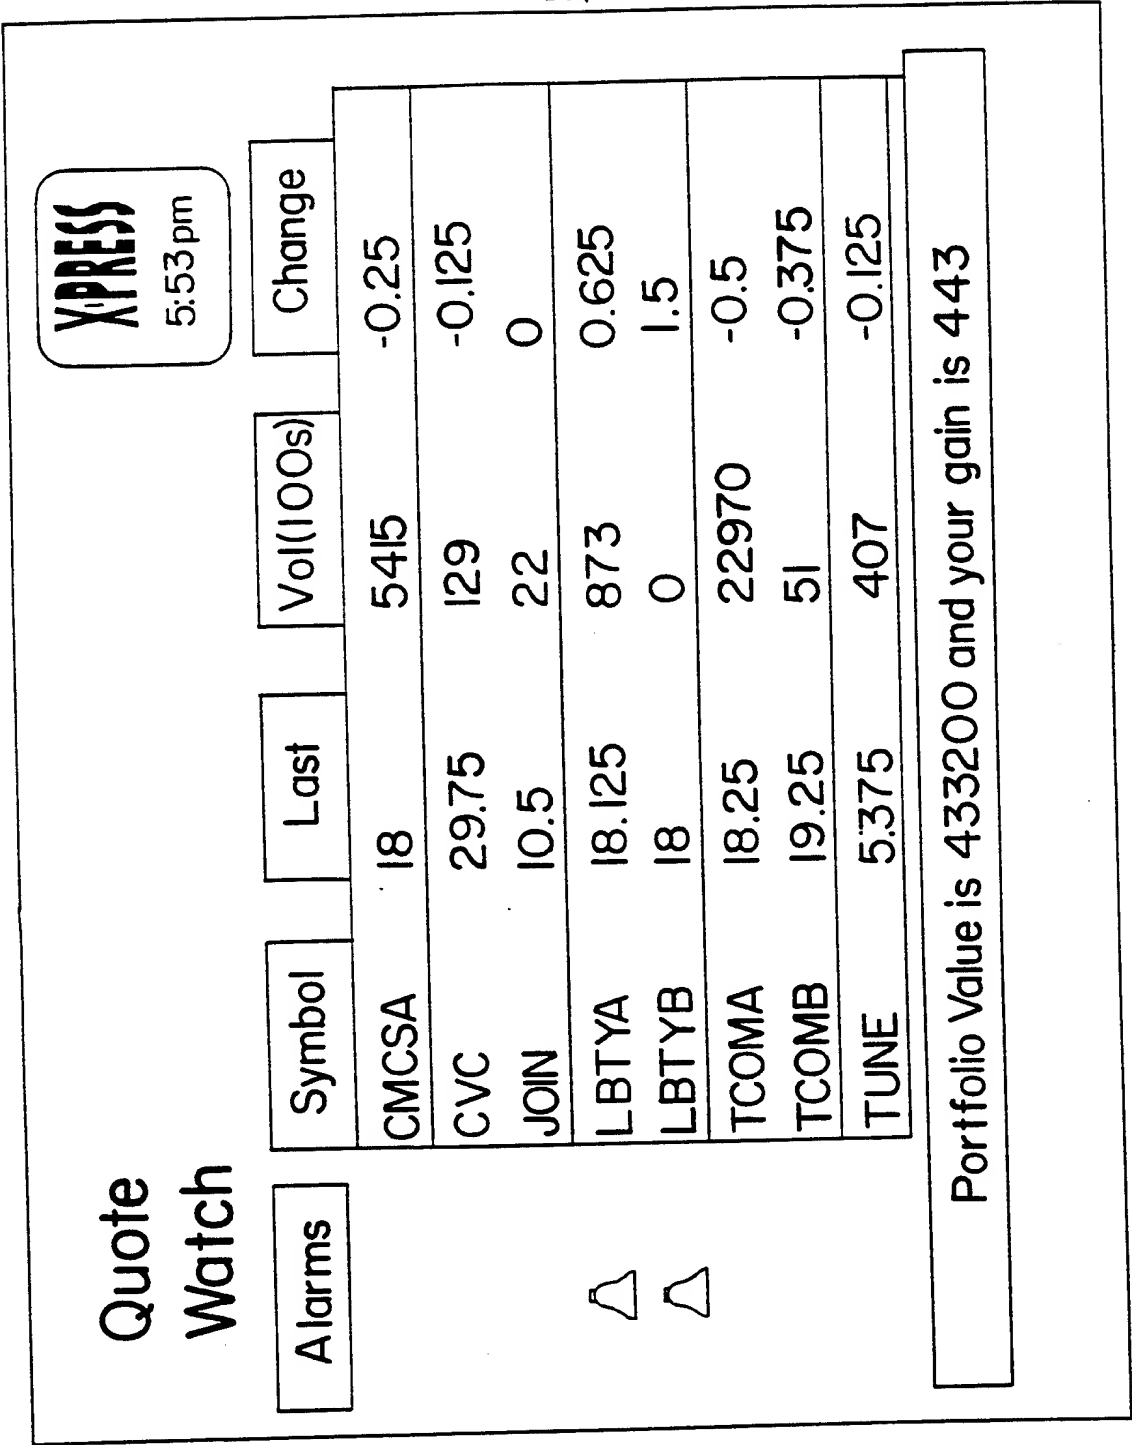 Quote
Watch
X·PRESS
5:53pm
Alarms Symbol Last Vol(100s) Change
CMCSA 18 5415 -0.25
CVC 29.75 129 -0.125
JOIN 10.5 22 0
LBTYA 18.125 873 0.625
LBTYB 18 0 1.5
TCOMA 18.25 22970 -0.5
TCOMB 19.25 51 -0.375
TUNE 5.375 407 -0.125
Portfolio Value is 433200 and your gain is 443